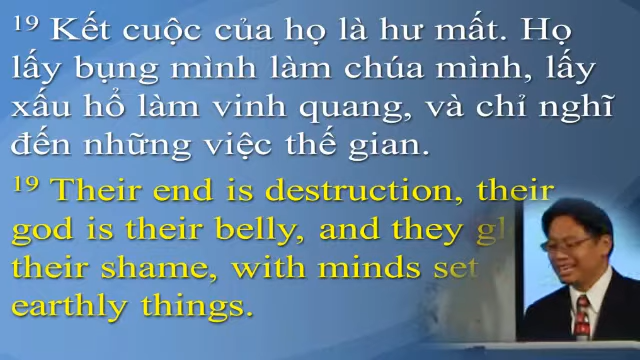 19 Kết cuộc của họ là hư mất. Họ
lấy bụng mình làm chúa mình, lấy
xấu hổ làm vinh quang, và chỉ nghĩ
đến những việc thế gian.
19 Their end is destruction, their
god is their belly, and they
their shame, with minds set
earthly things.